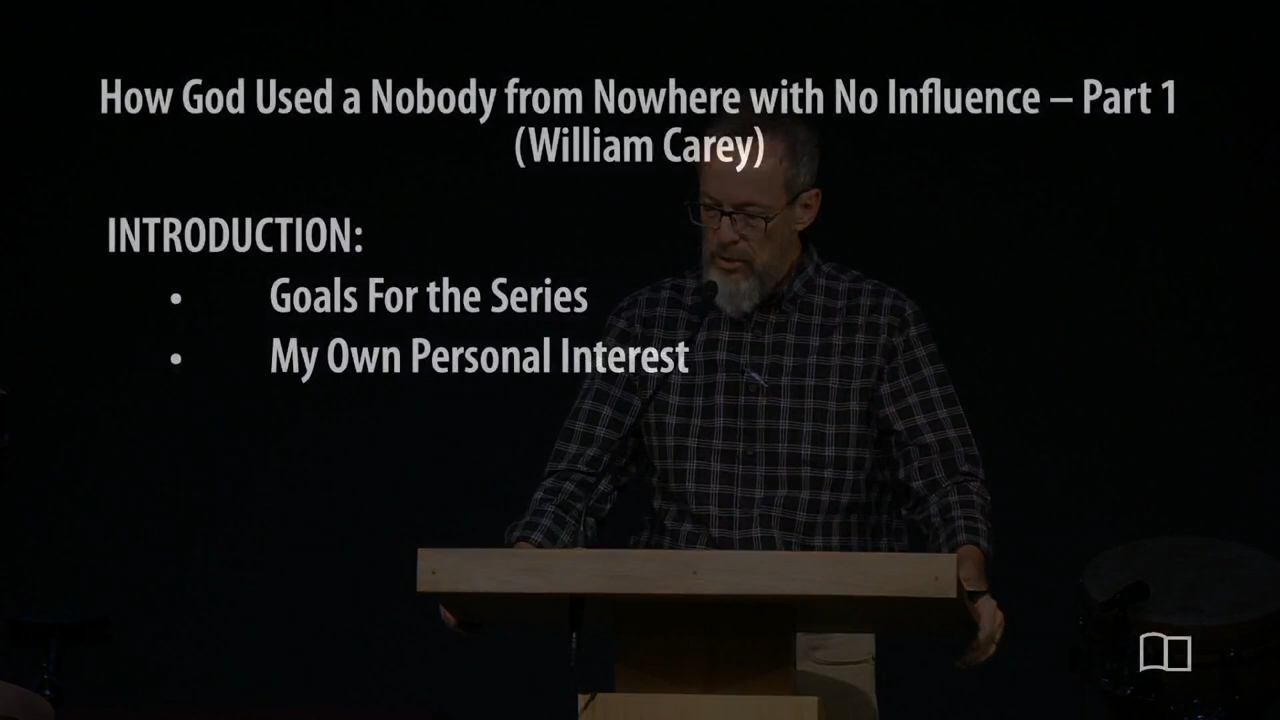 How God Used a Nobody from Nowhere with No Influence – Part 1
(William Carey)
INTRODUCTION:
• Goals For the Series
• My Own Personal Interest